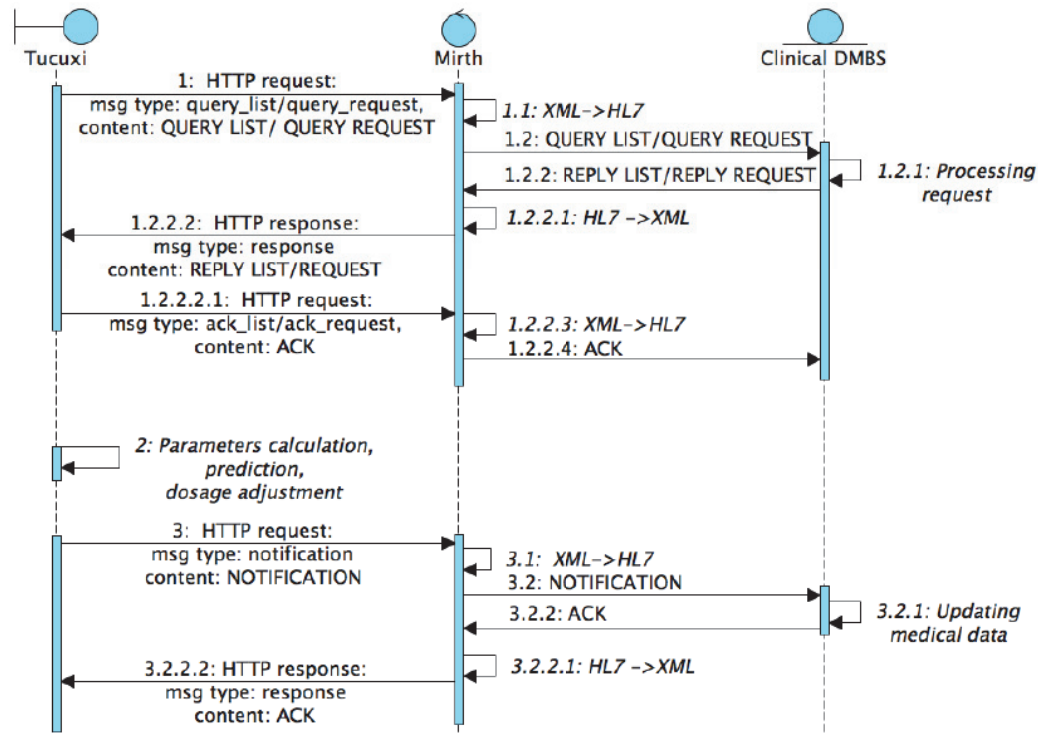 Tucuxi
Mirth
Clinical DMBS
1: HTTP request:
msg type: query_list/query_request,
content: QUERY LIST/ QUERY REQUEST
1.1: XML->HL7
1.2: QUERY LIST/QUERY REQUEST
1.2.1: Processing
request
1.2.2: REPLY LIST/REPLY REQUEST
1.2.2.1: HL7 ->XML
1.2.2.2: HTTP response:
msg type: response
content: REPLY LIST/REQUEST
1.2.2.2.1: HTTP request:
msg type: ack_list/ack_request,
content: ACK
1.2.2.3: XML->HL7
1.2.2.4: ACK
2: Parameters calculation,
prediction,
dosage adjustment
3: HTTP request:
msg type: notification
content: NOTIFICATION
3.1: XML->HL7
3.2: NOTIFICATION
3.2.1: Updating
medical data
3.2.2: ACK
3.2.2.1: HL7 ->XML
3.2.2.2: HTTP response:
msg type: response
content: ACK